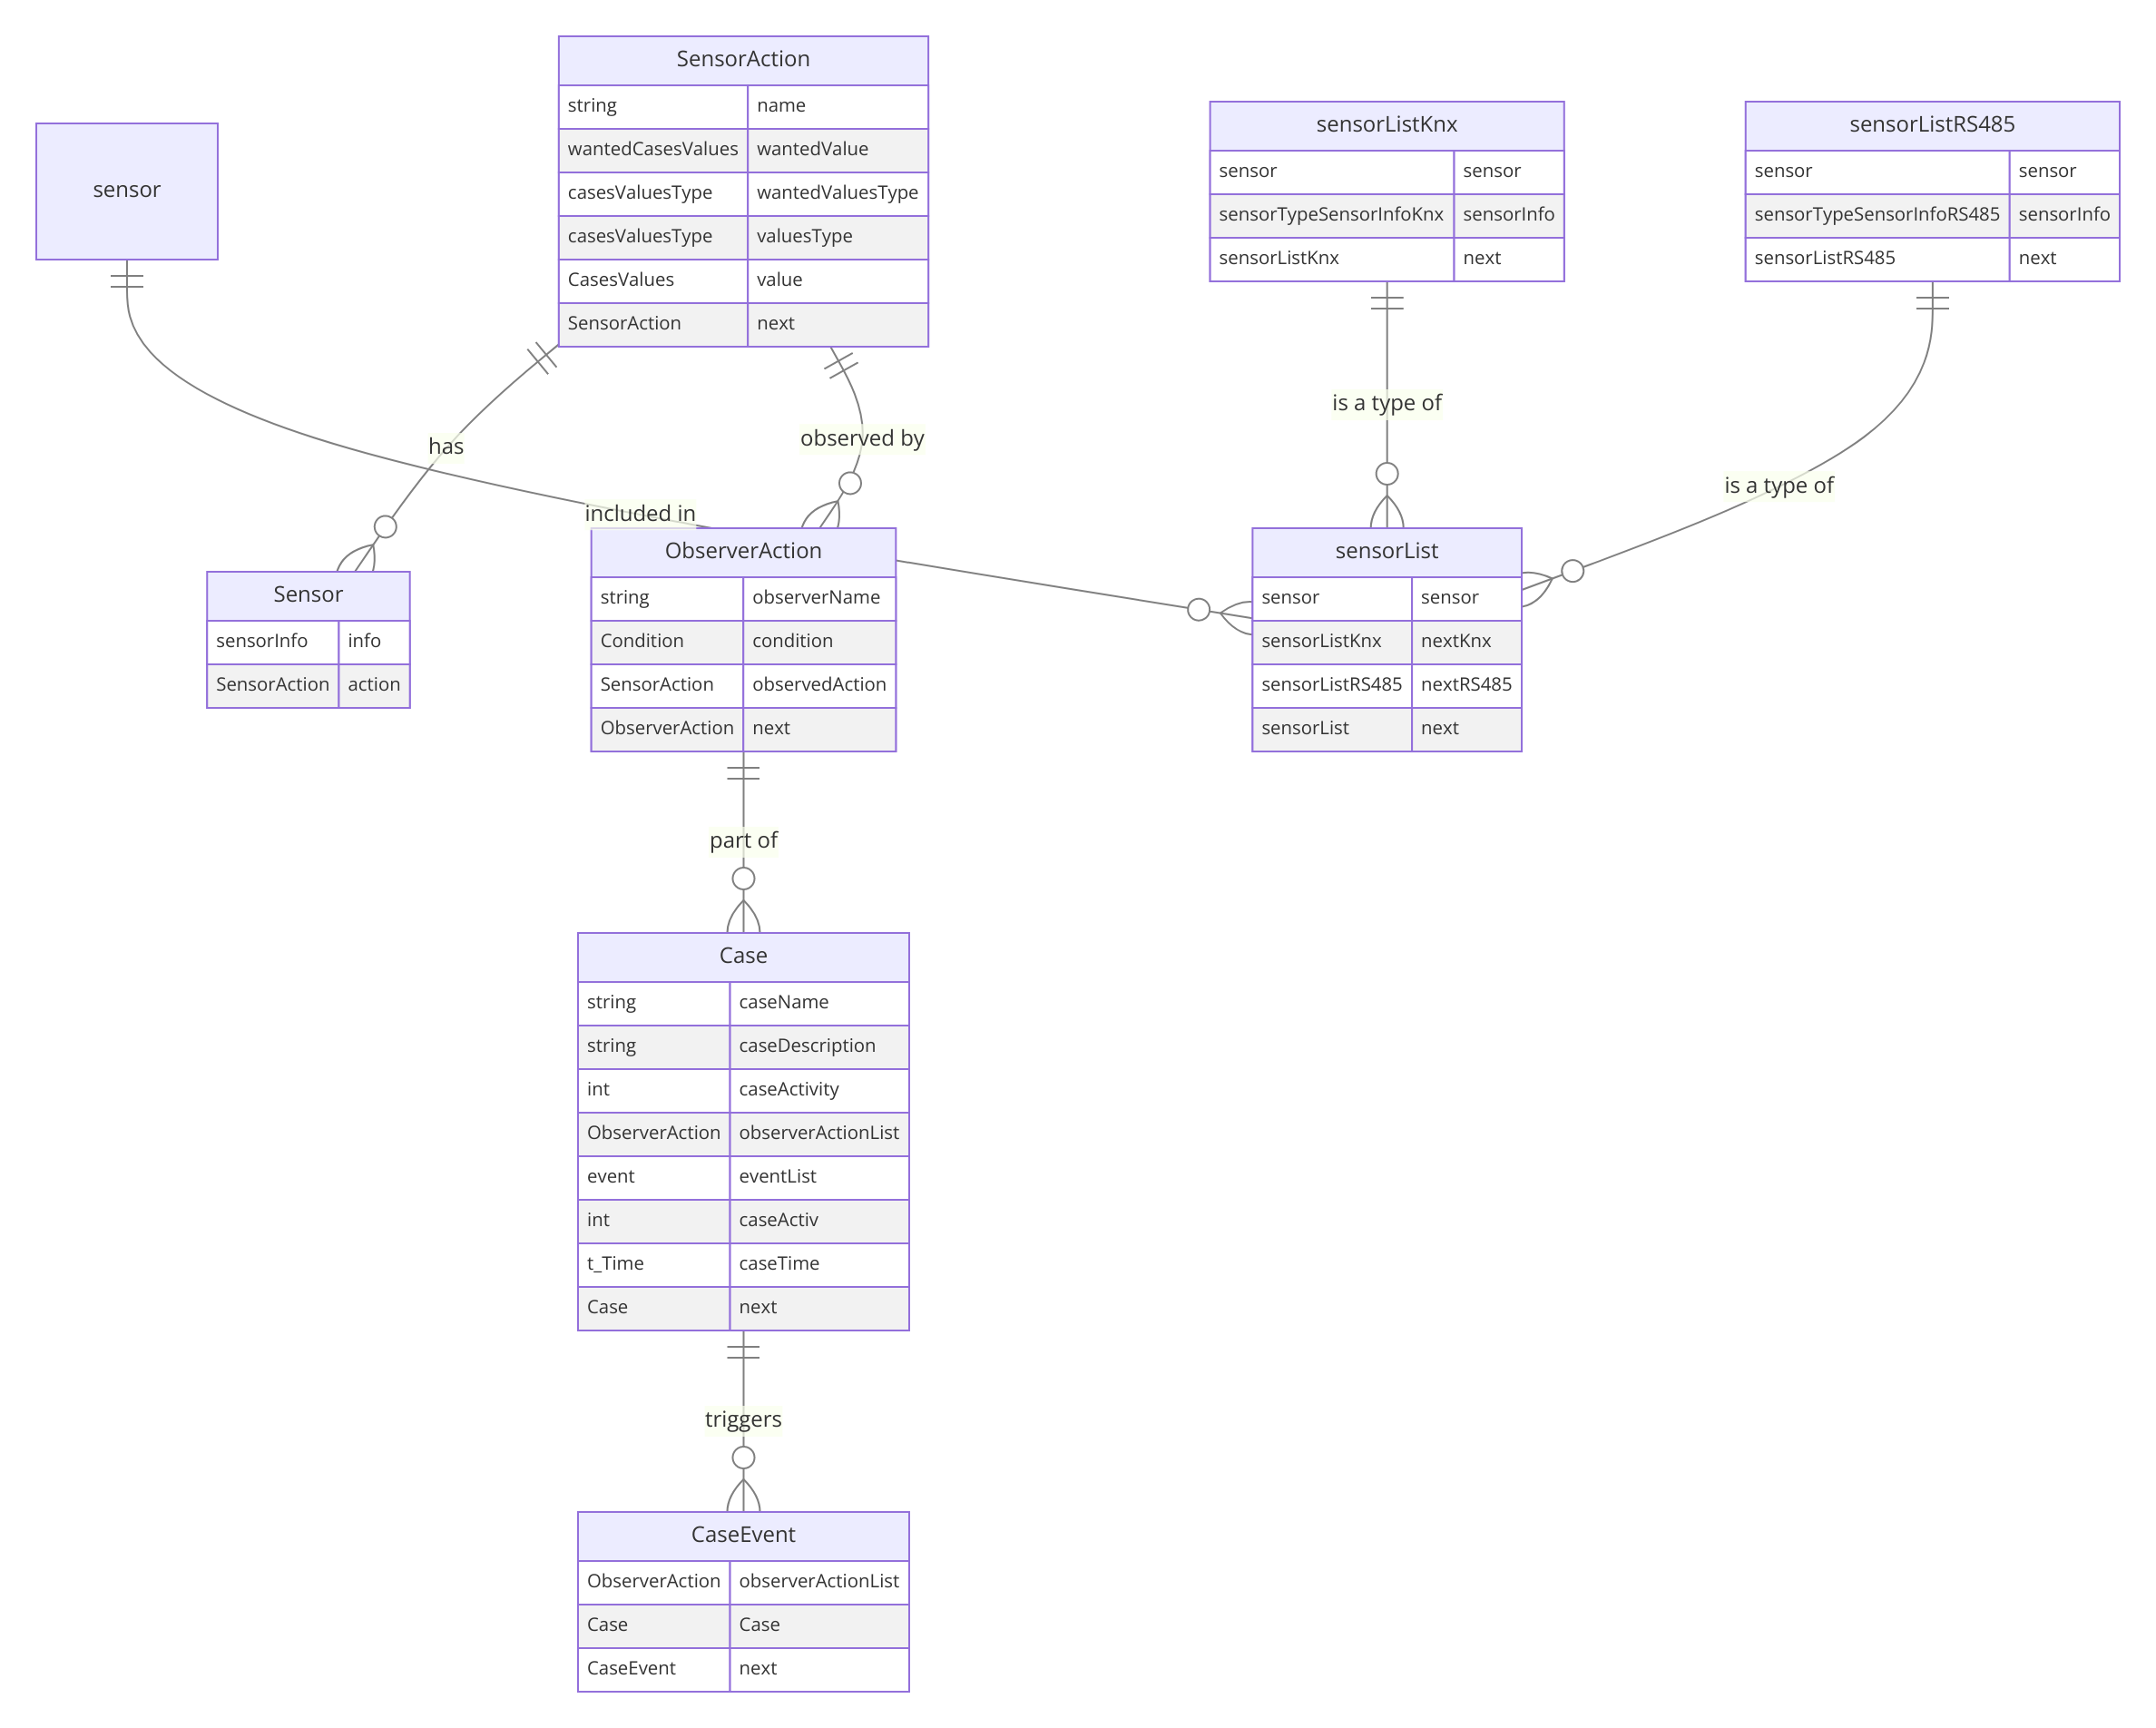 SensorAction
string name
wantedCasesValues wantedValue
casesValuesType wantedValuesType
casesValuesType valuesType
CasesValues value
SensorAction next
sensor
sensorListKnx
sensor sensor
sensorTypeSensorInfoKnx sensorInfo
sensorListKnx next
sensorListRS485
sensor sensor
sensorTypeSensorInfoRS485 sensorInfo
sensorListRS485 next
has
observed by
included in
is a type of
is a type of
Sensor
sensorInfo info
SensorAction action
ObserverAction
string observerName
Condition condition
SensorAction observedAction
ObserverAction next
sensorList
sensor sensor
sensorListKnx nextKnx
sensorListRS485 nextRS485
sensorList next
part of
Case
string caseName
string caseDescription
int caseActivity
ObserverAction observerActionList
event eventList
int caseActiv
t_Time caseTime
Case next
triggers
CaseEvent
ObserverAction observerActionList
Case Case
CaseEvent next